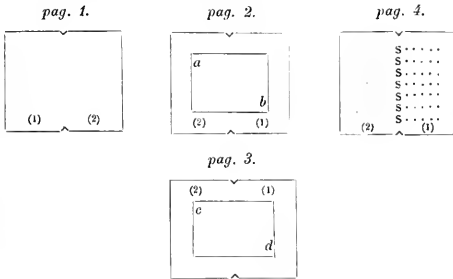 pag. 1.
pag. 2.
pag. 4.
a
b
(1) (2)
(2) (1)
S.....
S.....
S.....
S.....
S.....
S.....
S.....
(2) (1)
pag. 3.
(2) (1)
c
d